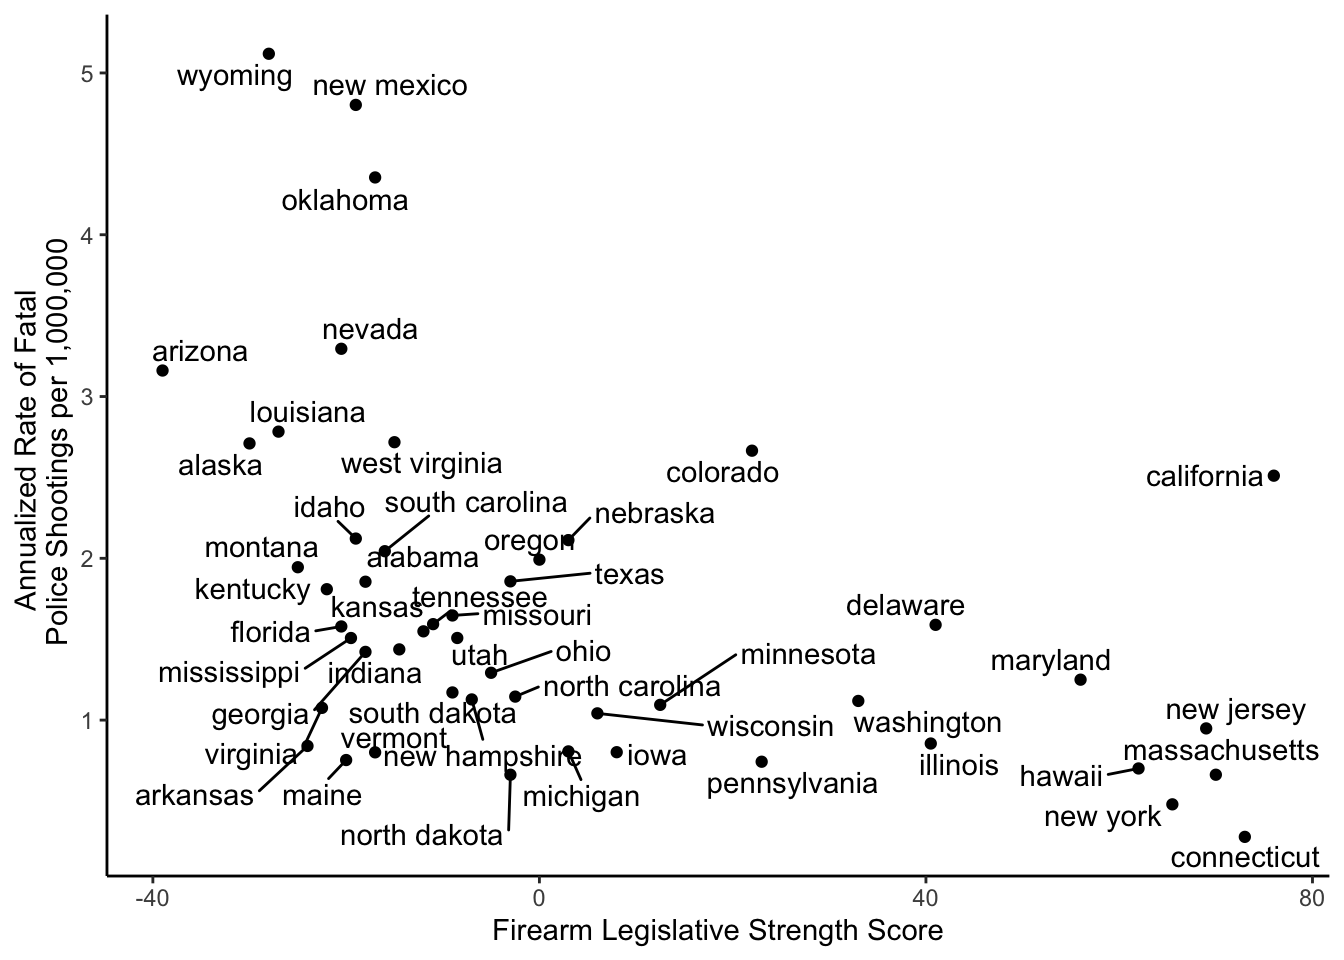 5
4
3
2
1
Annualized Rate of Fatal
Police Shootings per 1,000,000
wyoming
new mexico
oklahoma
nevada
arizona
louisiana
alaska
west virginia
colorado
california
idaho
south carolina
nebraska
montana
alabama
oregon
kentucky
texas
kansas
tennessee
missouri
delaware
florida
mississippi
indiana
utah
ohio
minnesota
maryland
georgia
south dakota
north carolina
wisconsin
washington
new jersey
virginia
vermont
new hampshire
iowa
illinois
massachusetts
arkansas
maine
michigan
pennsylvania
hawaii
north dakota
new york
connecticut
-40
0
40
80
Firearm Legislative Strength Score